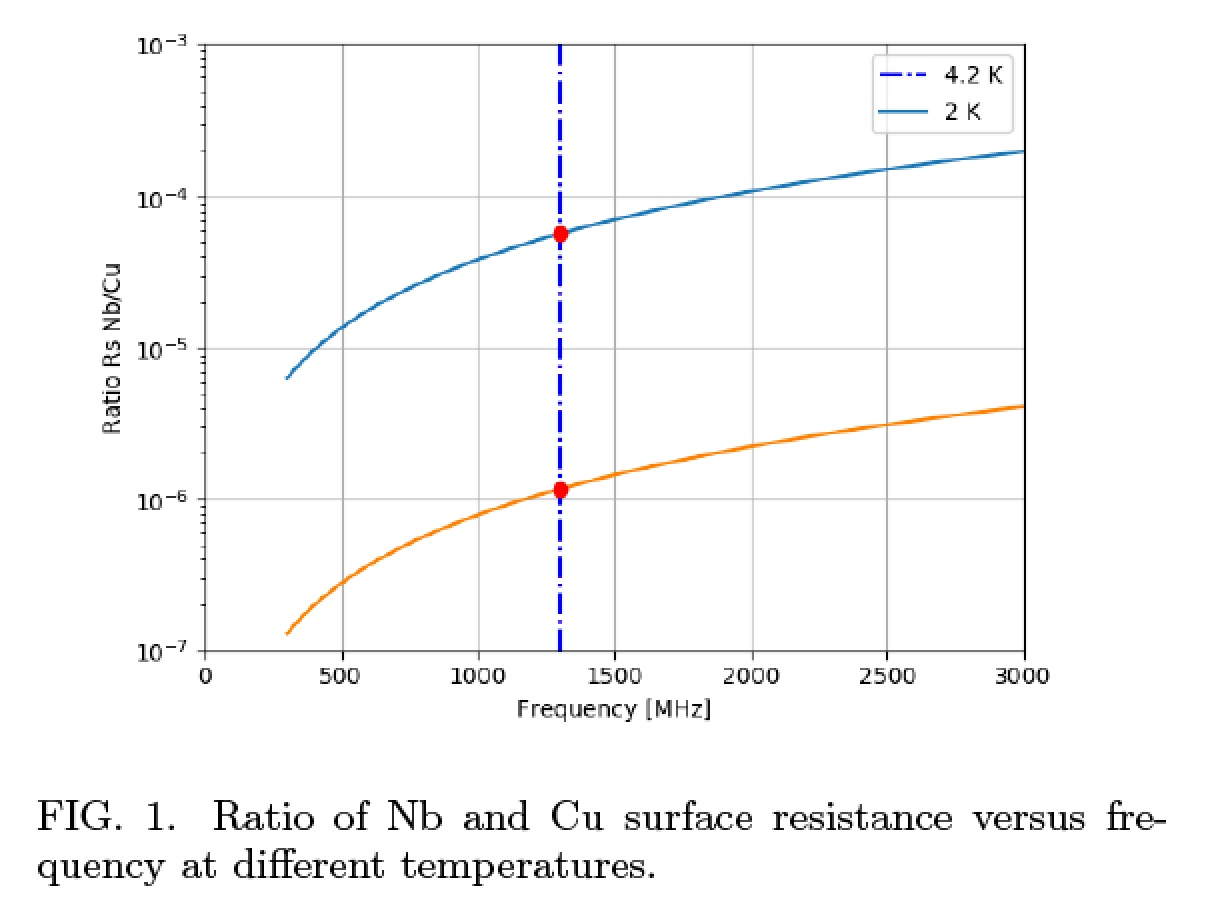 10⁻³
4.2 K
2 K
10⁻⁴
10⁻⁵
10⁻⁶
10⁻⁷
Ratio Rs Nb/Cu
0 500 1000 1500 2000 2500 3000
Frequency [MHz]
FIG. 1. Ratio of Nb and Cu surface resistance versus fre-
quency at different temperatures.